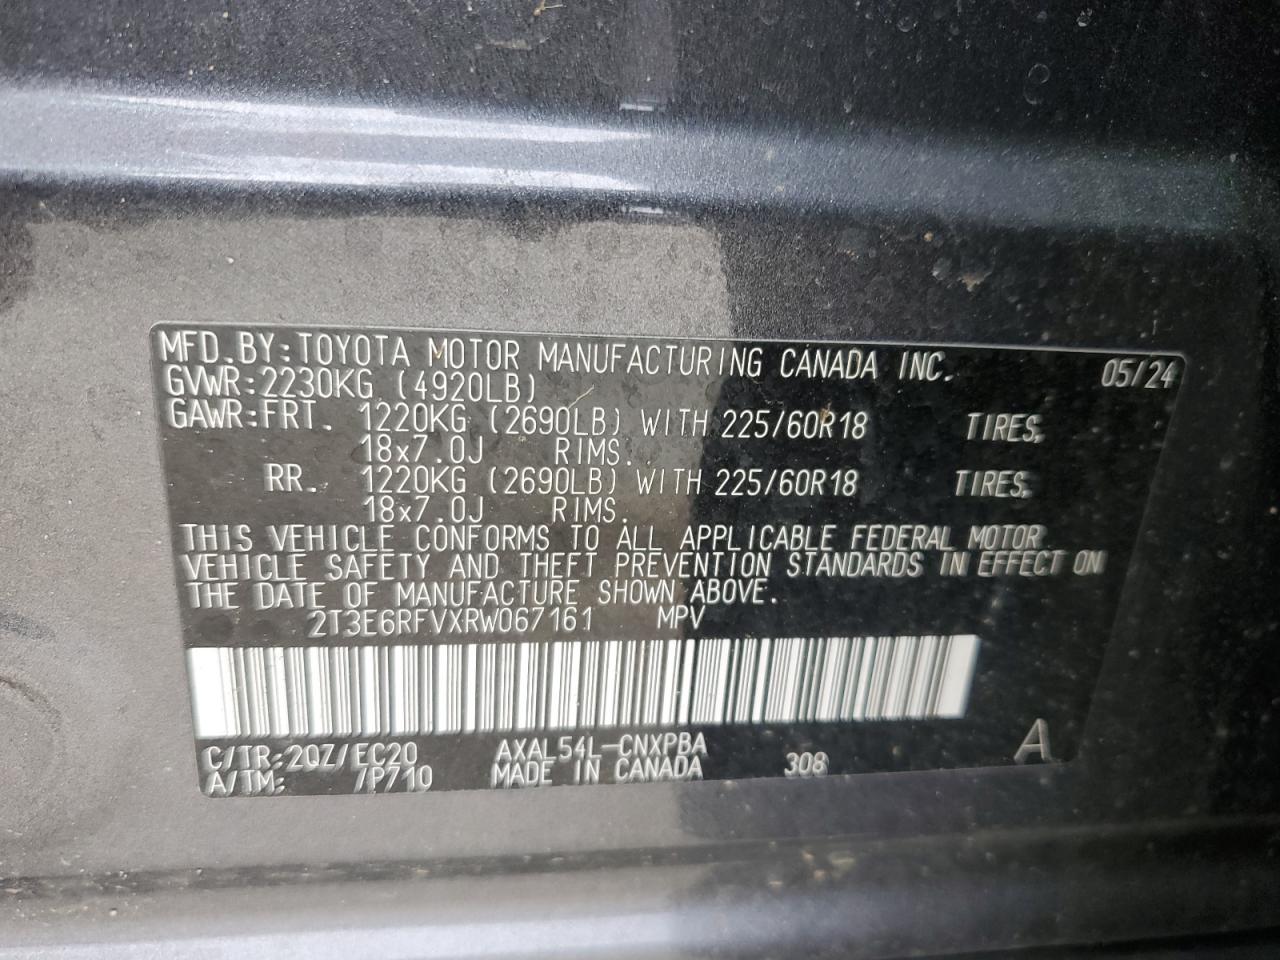 MFD.BY:TOYOTA MOTOR MANUFACTURING CANADA INC. 05/24
GVWR:2230KG (4920LB)
GAWR:FRT. 1220KG (2690LB) WITH 225/60R18 TIRES,
18x7.0J RIMS.
RR. 1220KG (2690LB) WITH 225/60R18 TIRES,
18x7.0J RIMS.
THIS VEHICLE CONFORMS TO ALL APPLICABLE FEDERAL MOTOR
VEHICLE SAFETY AND THEFT PREVENTION STANDARDS IN EFFECT ON
THE DATE OF MANUFACTURE SHOWN ABOVE.
2T3E6RFVXRW067161 MPV
C/TR:2QZ/EC20 AXAL54L-CNXPBA 308 A
A/TM: /P710 MADE IN CANADA